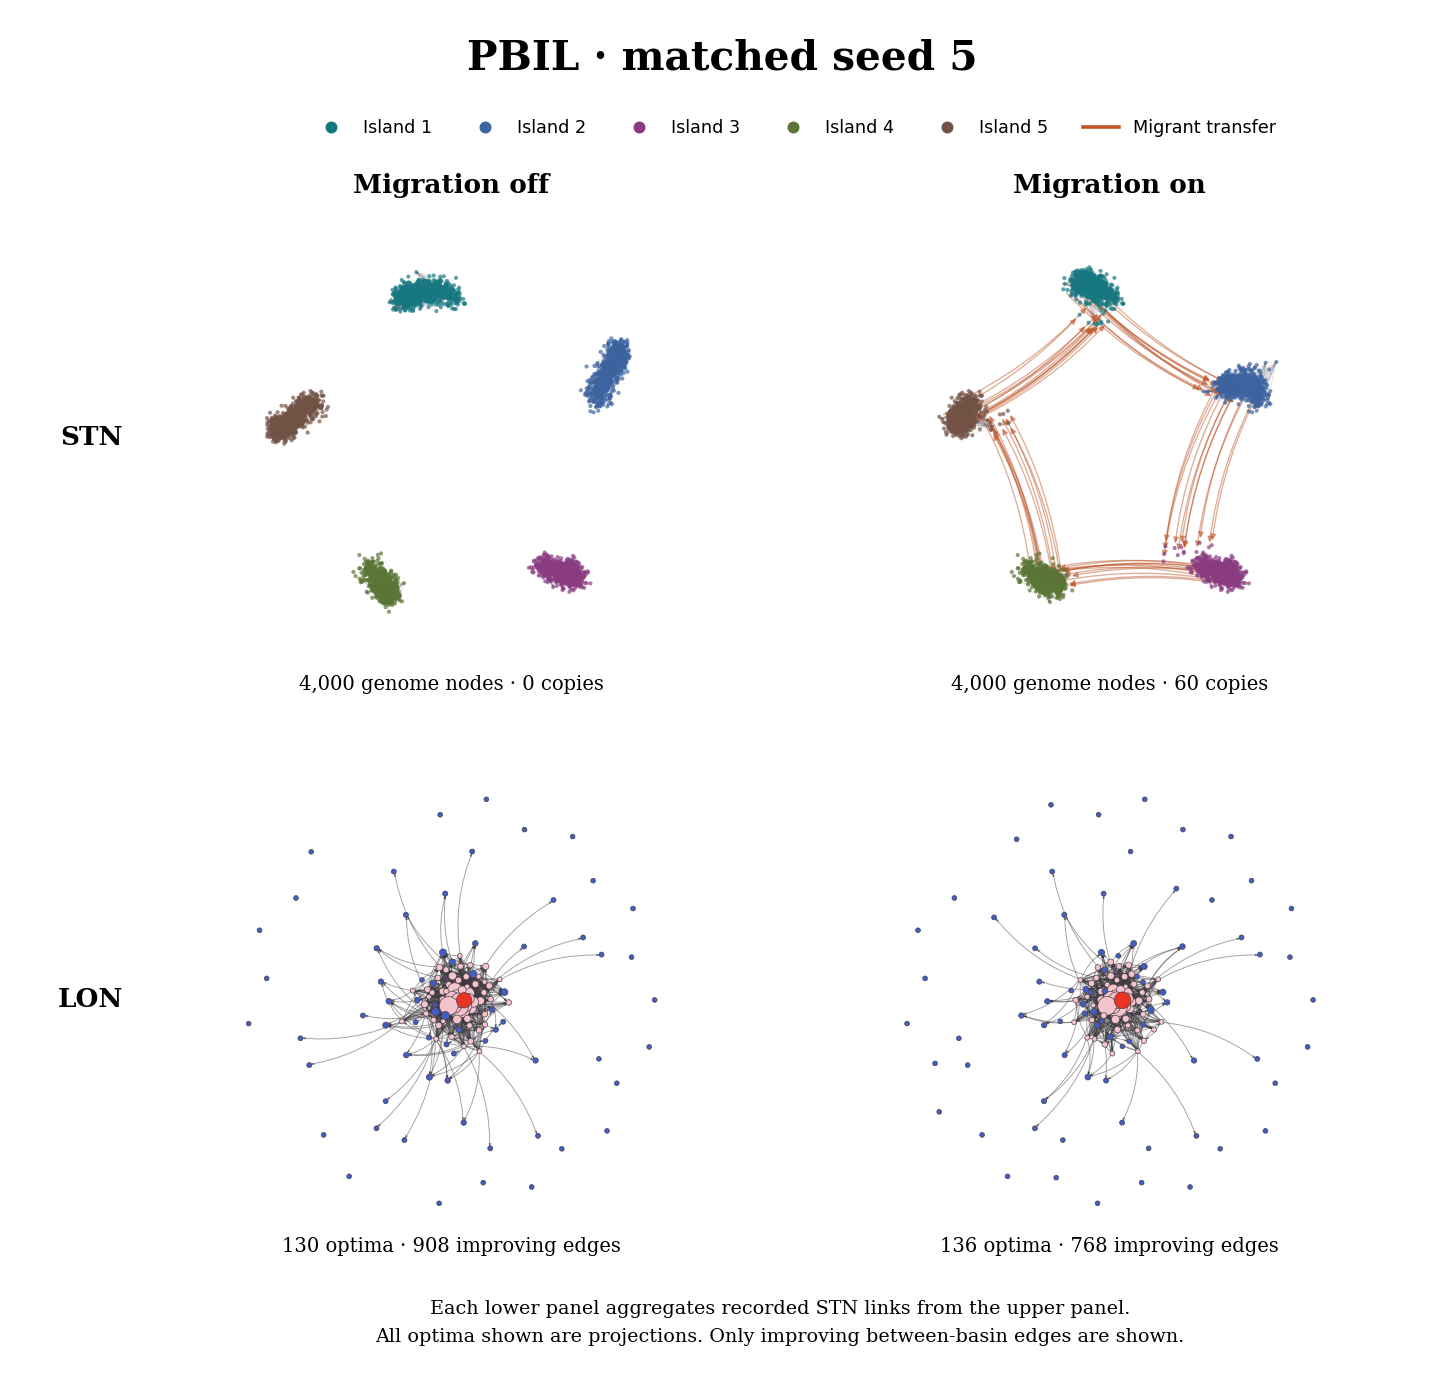 PBIL · matched seed 5
Island 1 Island 2 Island 3 Island 4 Island 5 Migrant transfer
Migration off Migration on
STN
4,000 genome nodes · 0 copies 4,000 genome nodes · 60 copies
LON
130 optima · 908 improving edges 136 optima · 768 improving edges
Each lower panel aggregates recorded STN links from the upper panel.
All optima shown are projections. Only improving between-basin edges are shown.